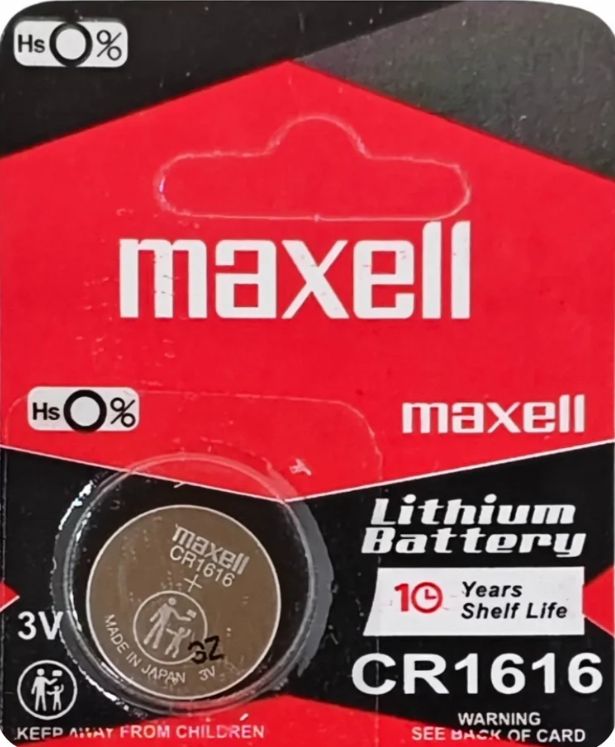 Hs O %
maxell
Hs O %
maxell
Lithium
Battery
10 Years
Shelf Life
maxell
CR1616
+
MADE IN JAPAN 3V
3Z
3V
CR1616
KEEP AWAY FROM CHILDREN
WARNING
SEE BACK OF CARD